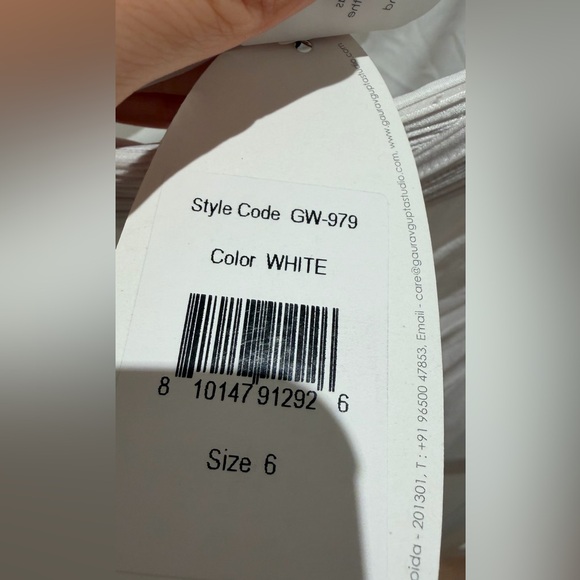 Style Code GW-979
Color WHITE
8 10147 91292 6
Size 6
oida - 201301, T : +91 96500 47853, Email - care@gauravguptastudio.com, www.gauravguptastudio.com